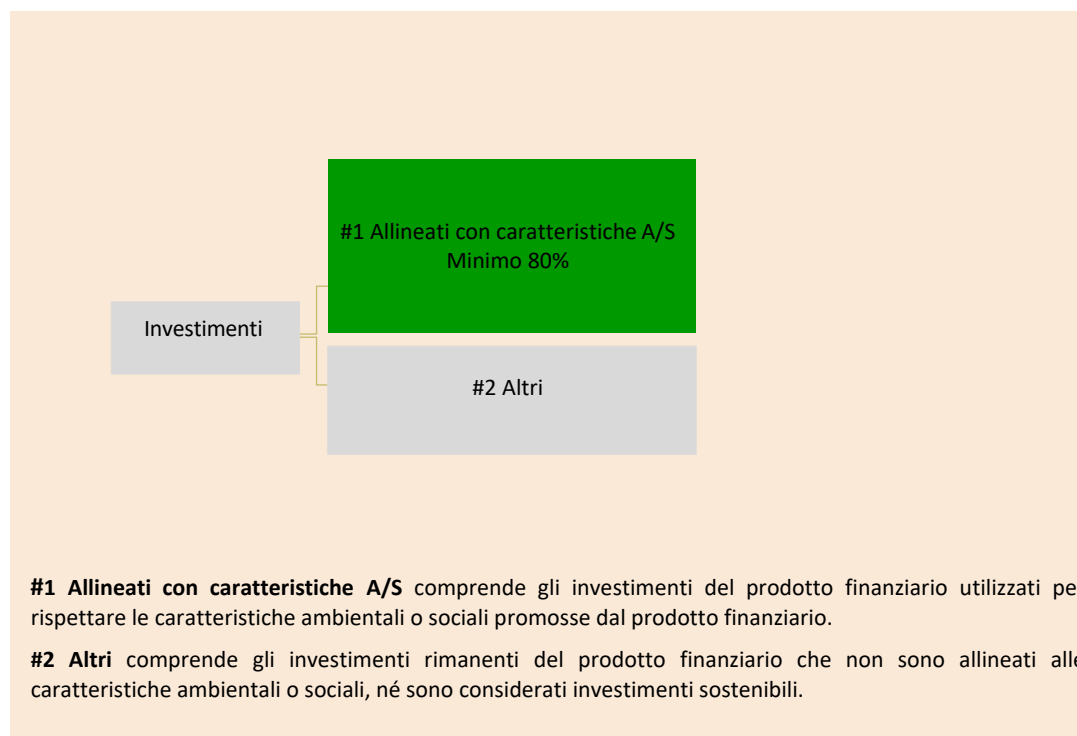 #1 Allineati con caratteristiche A/S
Minimo 80%
Investimenti
#2 Altri
#1 Allineati con caratteristiche A/S comprende gli investimenti del prodotto finanziario utilizzati pe
rispettare le caratteristiche ambientali o sociali promosse dal prodotto finanziario.
#2 Altri comprende gli investimenti rimanenti del prodotto finanziario che non sono allineati alle
caratteristiche ambientali o sociali, né sono considerati investimenti sostenibili.